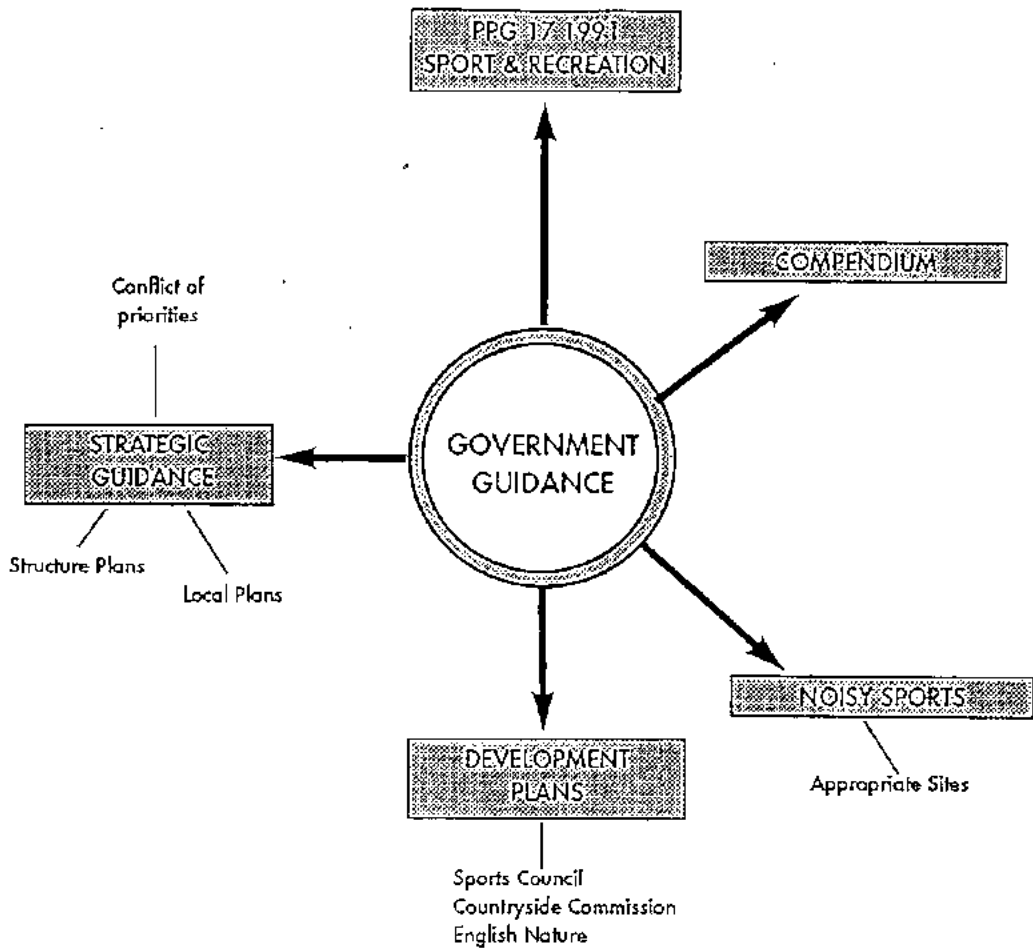 PPG 17 1991
SPORT & RECREATION
COMPENDIUM
Conflict of
priorities
STRATEGIC
GUIDANCE
GOVERNMENT
GUIDANCE
Structure Plans
Local Plans
NOISY SPORTS
Appropriate Sites
DEVELOPMENT
PLANS
Sports Council
Countryside Commission
English Nature